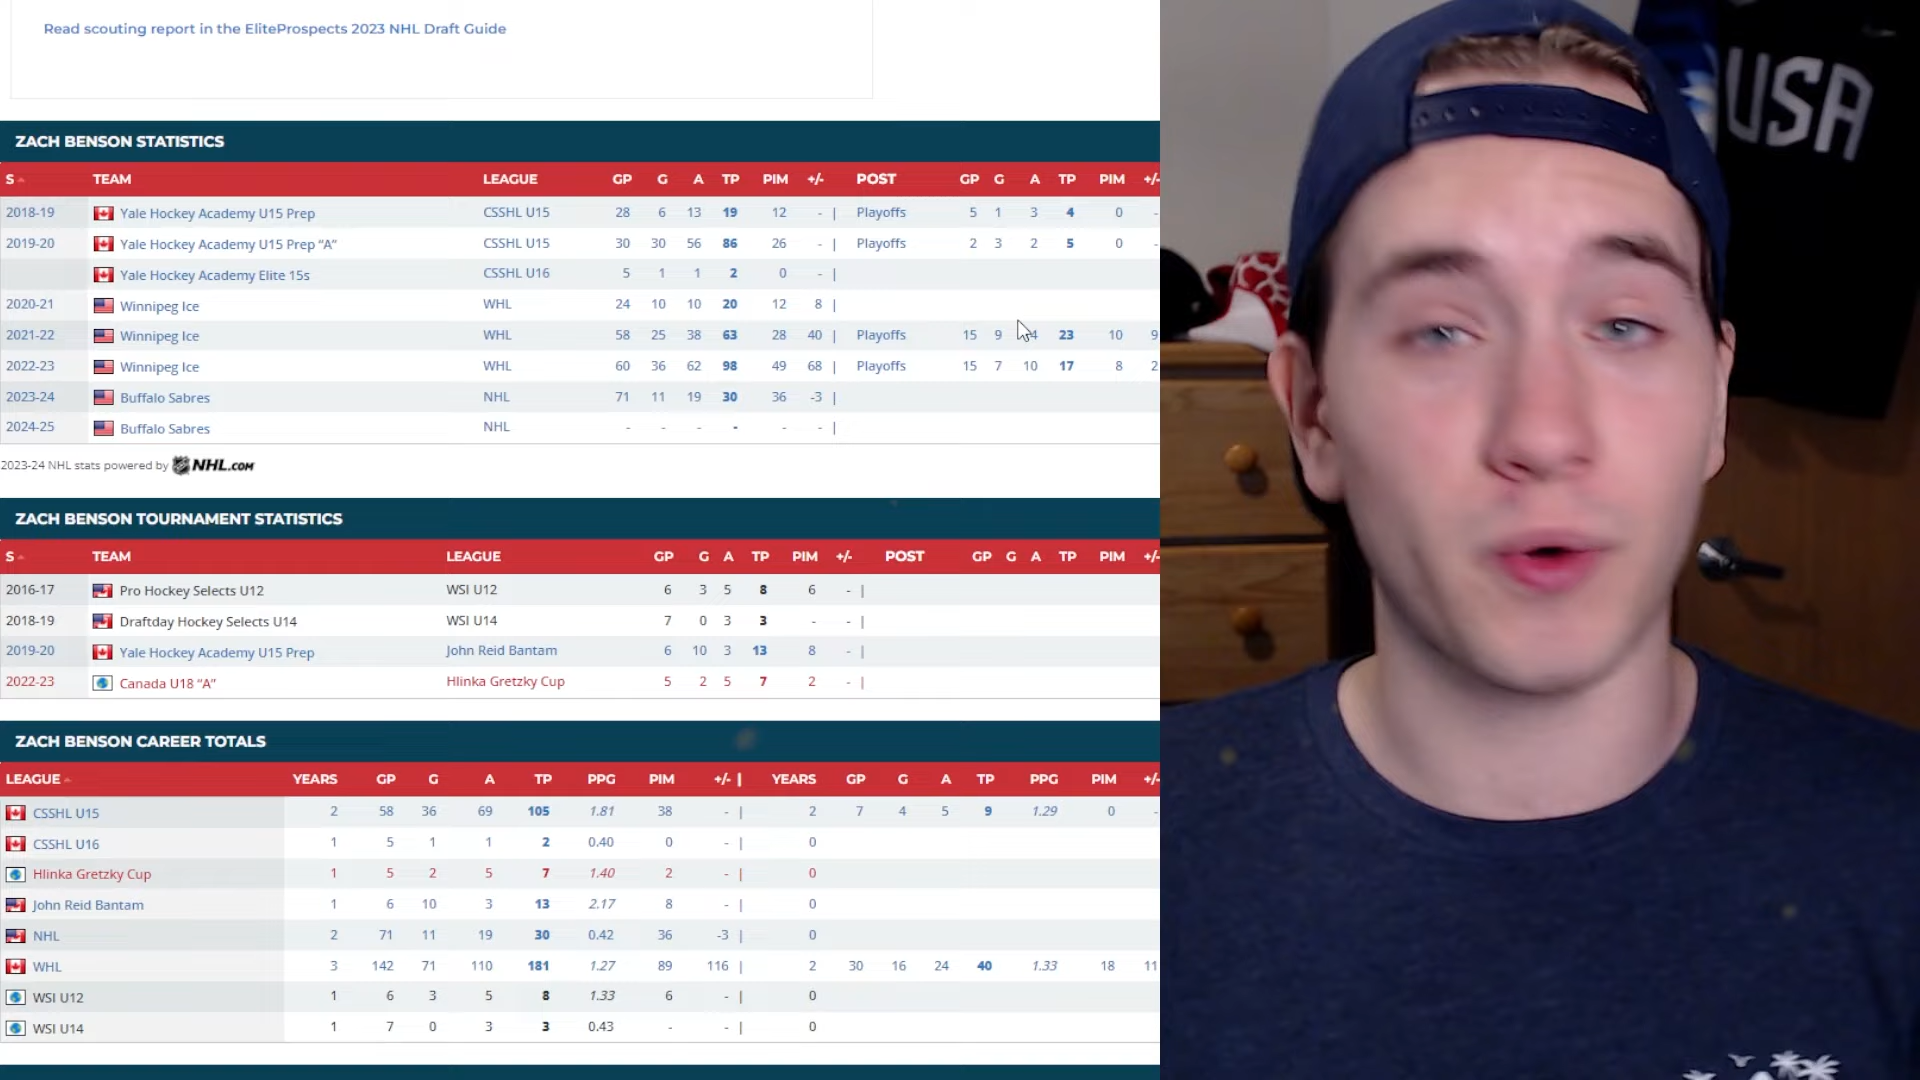 Read scouting report in the EliteProspects 2023 NHL Draft Guide
ZACH BENSON STATISTICS
S TEAM LEAGUE GP G A TP PIM +/- POST GP G A TP PIM +/-
2018-19 Yale Hockey Academy U15 Prep CSSHL U15 28 6 13 19 12 - | Playoffs 5 1 3 4 0 -
2019-20 Yale Hockey Academy U15 Prep “A” CSSHL U15 30 30 56 86 26 - | Playoffs 2 3 2 5 0 -
Yale Hockey Academy Elite 15s CSSHL U16 5 1 1 2 0 - |
2020-21 Winnipeg Ice WHL 24 10 10 20 12 8 |
2021-22 Winnipeg Ice WHL 58 25 38 63 28 40 | Playoffs 15 9 4 23 10 9
2022-23 Winnipeg Ice WHL 60 36 62 98 49 68 | Playoffs 15 7 10 17 8 2
2023-24 Buffalo Sabres NHL 71 11 19 30 36 -3 |
2024-25 Buffalo Sabres NHL - - - - - - |
2023-24 NHL stats powered by NHL.COM
ZACH BENSON TOURNAMENT STATISTICS
S TEAM LEAGUE GP G A TP PIM +/- POST GP G A TP PIM +/-
2016-17 Pro Hockey Selects U12 WSI U12 6 3 5 8 6 - |
2018-19 Draftday Hockey Selects U14 WSI U14 7 0 3 3 - - |
2019-20 Yale Hockey Academy U15 Prep John Reid Bantam 6 10 3 13 8 - |
2022-23 Canada U18 “A” Hlinka Gretzky Cup 5 2 5 7 2 - |
ZACH BENSON CAREER TOTALS
LEAGUE YEARS GP G A TP PPG PIM +/- | YEARS GP G A TP PPG PIM +/-
CSSHL U15 2 58 36 69 105 1.81 38 - | 2 7 4 5 9 1.29 0 -
CSSHL U16 1 5 1 1 2 0.40 0 - | 0
Hlinka Gretzky Cup 1 5 2 5 7 1.40 2 - | 0
John Reid Bantam 1 6 10 3 13 2.17 8 - | 0
NHL 2 71 11 19 30 0.42 36 -3 | 0
WHL 3 142 71 110 181 1.27 89 116 | 2 30 16 24 40 1.33 18 11
WSI U12 1 6 3 5 8 1.33 6 - | 0
WSI U14 1 7 0 3 3 0.43 - - | 0
USA